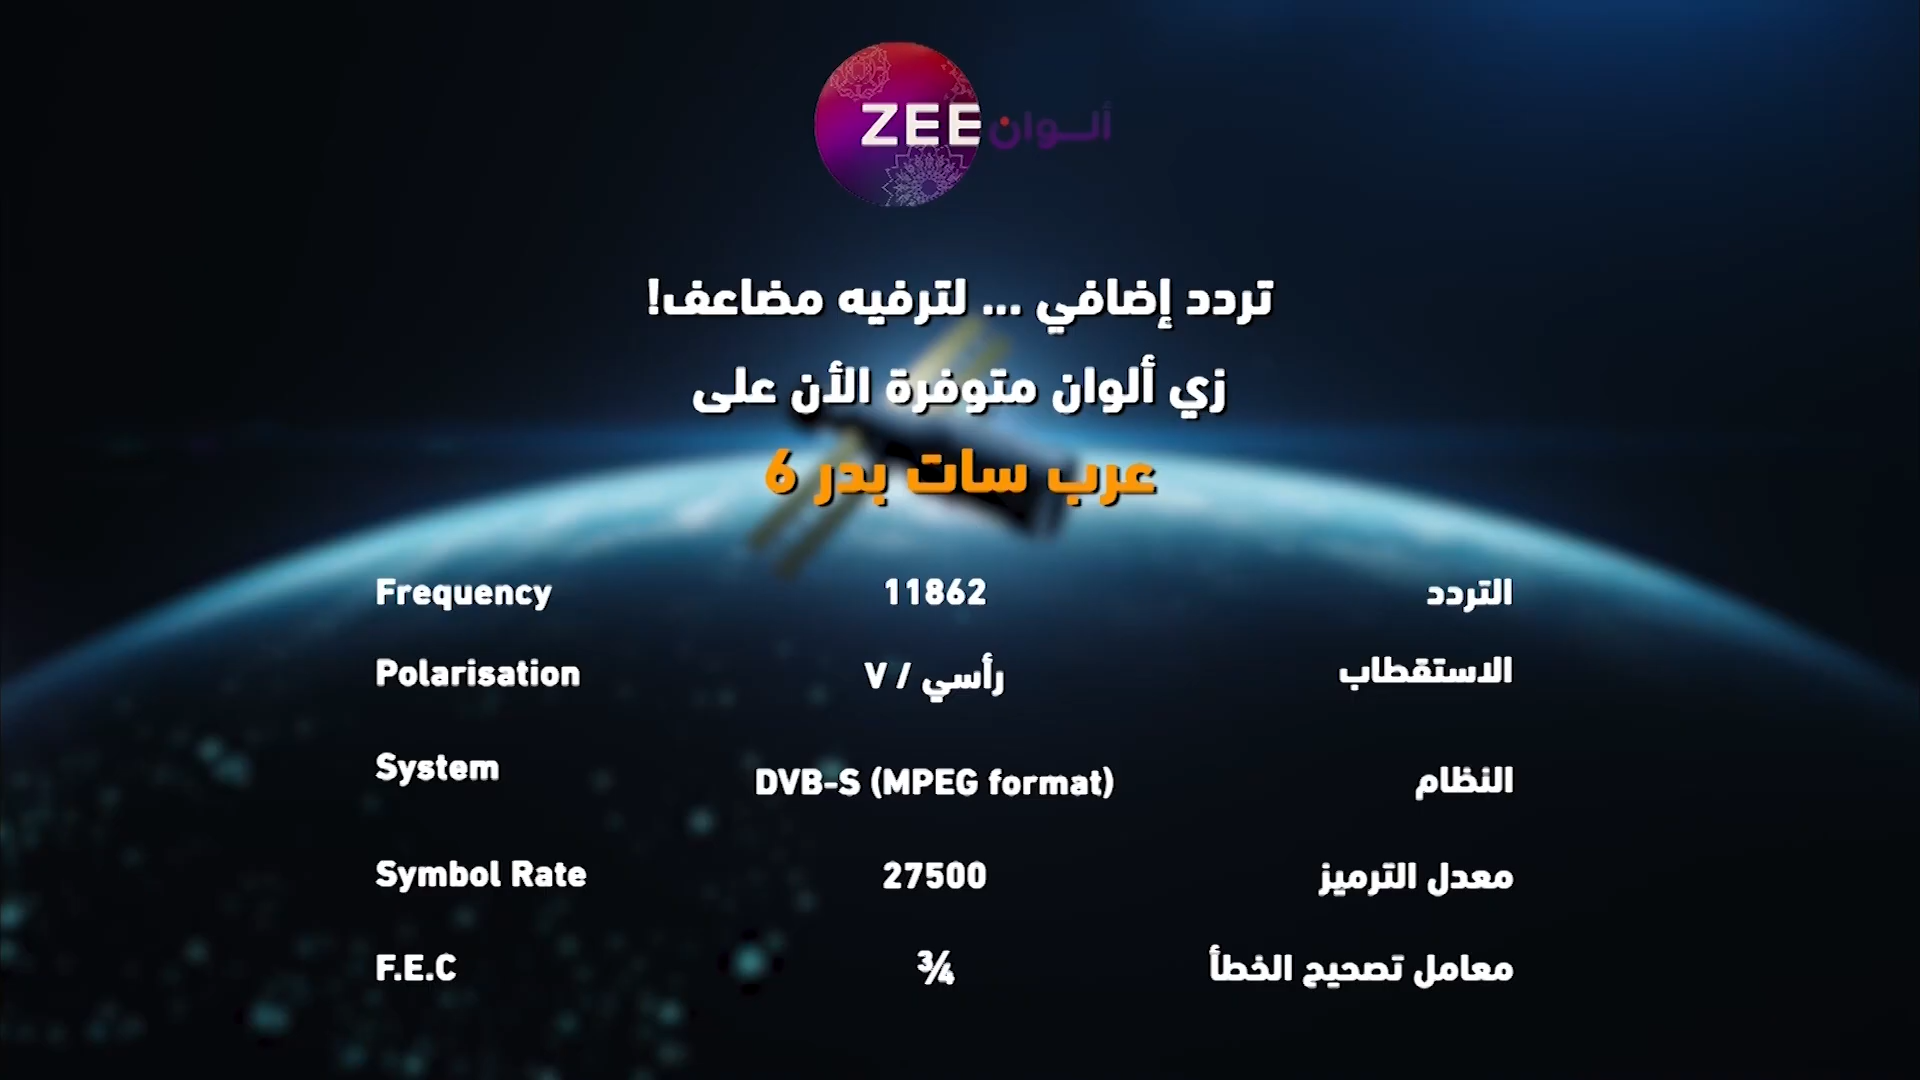 ZEE ألوان
تردد إضافي ... لترفيه مضاعف!
زي ألوان متوفرة الأن على
عرب سات بدر 6
Frequency 11862 التردد
Polarisation رأسي / V الاستقطاب
System DVB-S (MPEG format) النظام
Symbol Rate 27500 معدل الترميز
F.E.C ¾ معامل تصحيح الخطأ